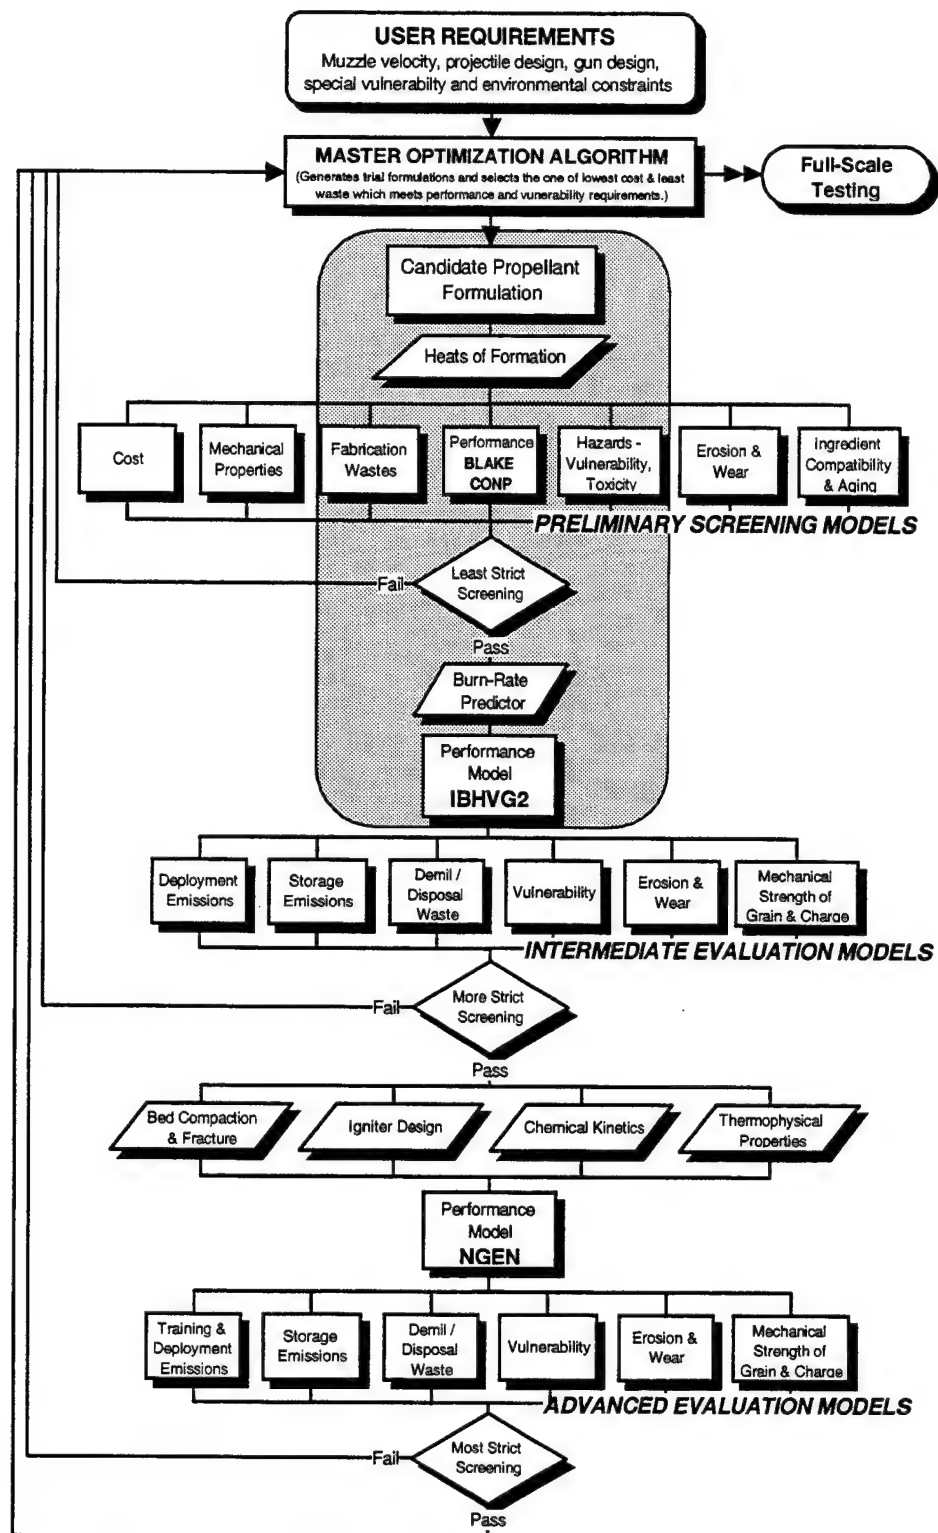 USER REQUIREMENTS
Muzzle velocity, projectile design, gun design,
special vulnerabilty and environmental constraints
MASTER OPTIMIZATION ALGORITHM
(Generates trial formulations and selects the one of lowest cost & least
waste which meets performance and vunerability requirements.)
Full-Scale
Testing
Candidate Propellant
Formulation
Heats of Formation
Cost
Mechanical
Properties
Fabrication
Wastes
Performance
BLAKE
CONP
Hazards -
Vulnerability,
Toxicity
Erosion &
Wear
Ingredient
Compatibility
& Aging
PRELIMINARY SCREENING MODELS
Fail
Least Strict
Screening
Pass
Burn-Rate
Predictor
Performance
Model
IBHVG2
Deployment
Emissions
Storage
Emissions
Demil /
Disposal
Waste
Vulnerability
Erosion &
Wear
Mechanical
Strength of
Grain & Charge
INTERMEDIATE EVALUATION MODELS
Fail
More Strict
Screening
Pass
Bed Compaction
& Fracture
Igniter Design
Chemical Kinetics
Thermophysical
Properties
Performance
Model
NGEN
Training &
Deployment
Emissions
Storage
Emissions
Demil /
Disposal
Waste
Vulnerability
Erosion &
Wear
Mechanical
Strength of
Grain & Charge
ADVANCED EVALUATION MODELS
Fail
Most Strict
Screening
Pass